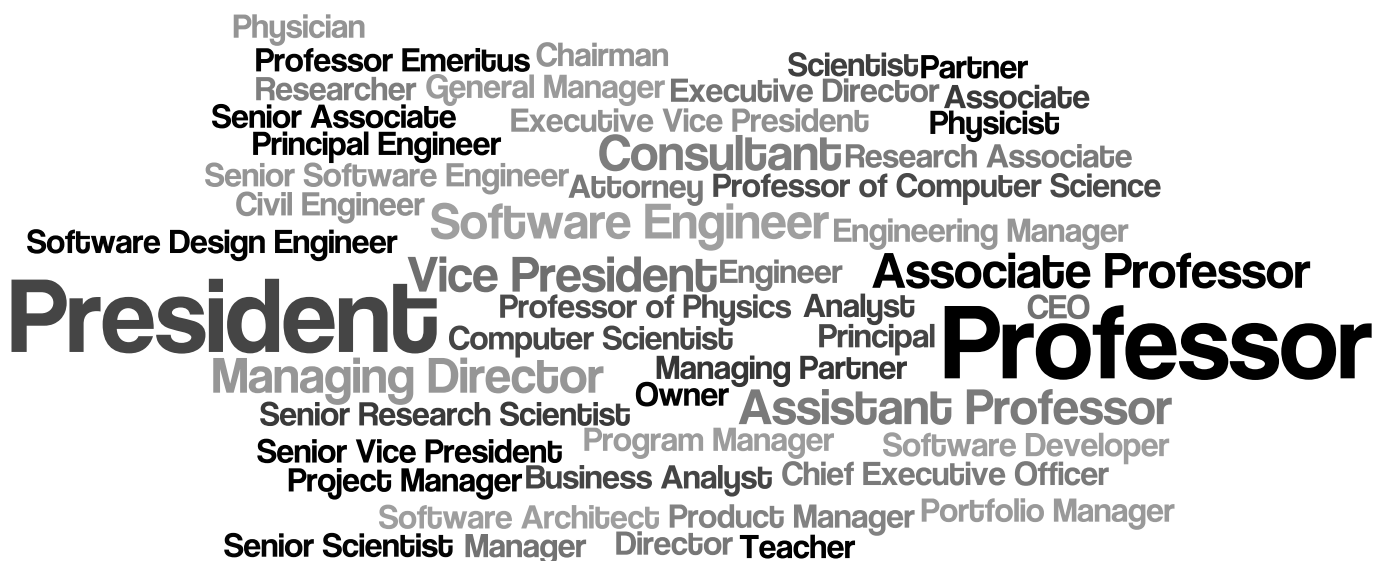 Physician
Professor Emeritus
Chairman
Scientist
Partner
Researcher
General Manager
Executive Director
Associate
Senior Associate
Executive Vice President
Physicist
Principal Engineer
Consultant
Research Associate
Senior Software Engineer
Attorney
Professor of Computer Science
Civil Engineer
Software Engineer
Engineering Manager
Software Design Engineer
Vice President
Engineer
Associate Professor
President
Professor of Physics
Analyst
CEO
Computer Scientist
Principal
Professor
Managing Director
Managing Partner
Owner
Assistant Professor
Senior Research Scientist
Program Manager
Software Developer
Senior Vice President
Project Manager
Business Analyst
Chief Executive Officer
Software Architect
Product Manager
Portfolio Manager
Senior Scientist
Manager
Director
Teacher